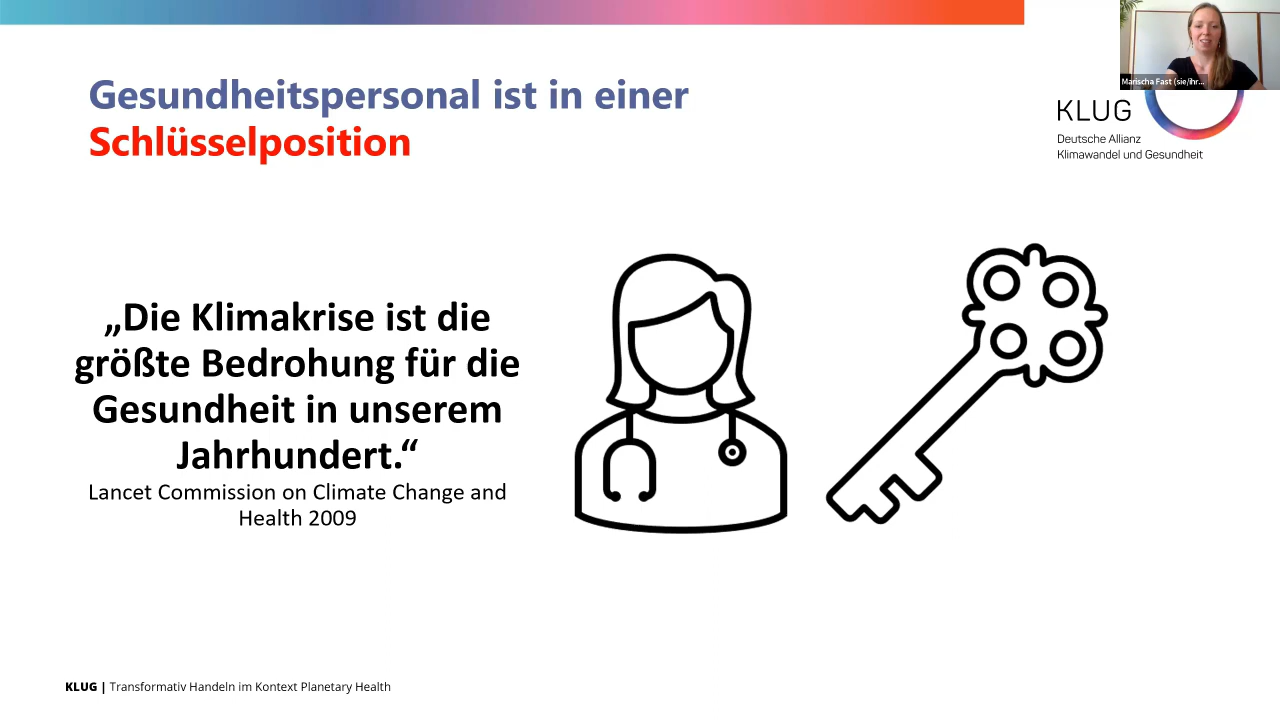 Gesundheitspersonal ist in einer
Schlüsselposition
Marischa Fast (sie/ihr...
KLUG
Deutsche Allianz
Klimawandel und Gesundheit
„Die Klimakrise ist die
größte Bedrohung für die
Gesundheit in unserem
Jahrhundert.“
Lancet Commission on Climate Change and
Health 2009
KLUG | Transformativ Handeln im Kontext Planetary Health